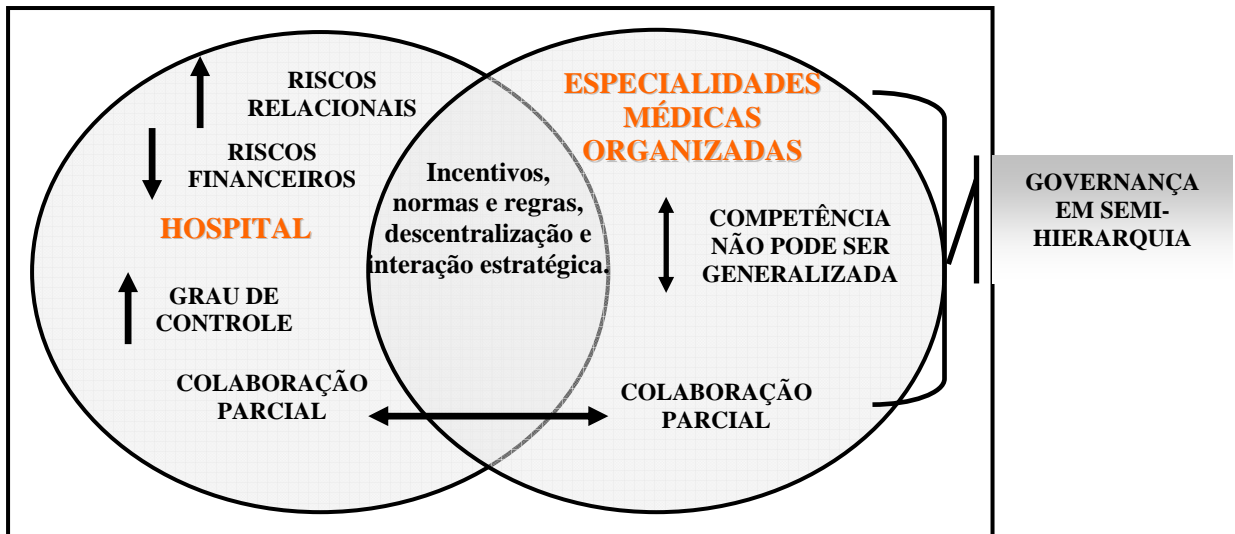 RISCOS
RELACIONAIS
RISCOS
FINANCEIROS
HOSPITAL
GRAU DE
CONTROLE
COLABORAÇÃO
PARCIAL
Incentivos,
normas e regras,
descentralização e
interação estratégica.
ESPECIALIDADES
MÉDICAS
ORGANIZADAS
COMPETÊNCIA
NÃO PODE SER
GENERALIZADA
COLABORAÇÃO
PARCIAL
GOVERNANÇA
EM SEMI-
HIERARQUIA